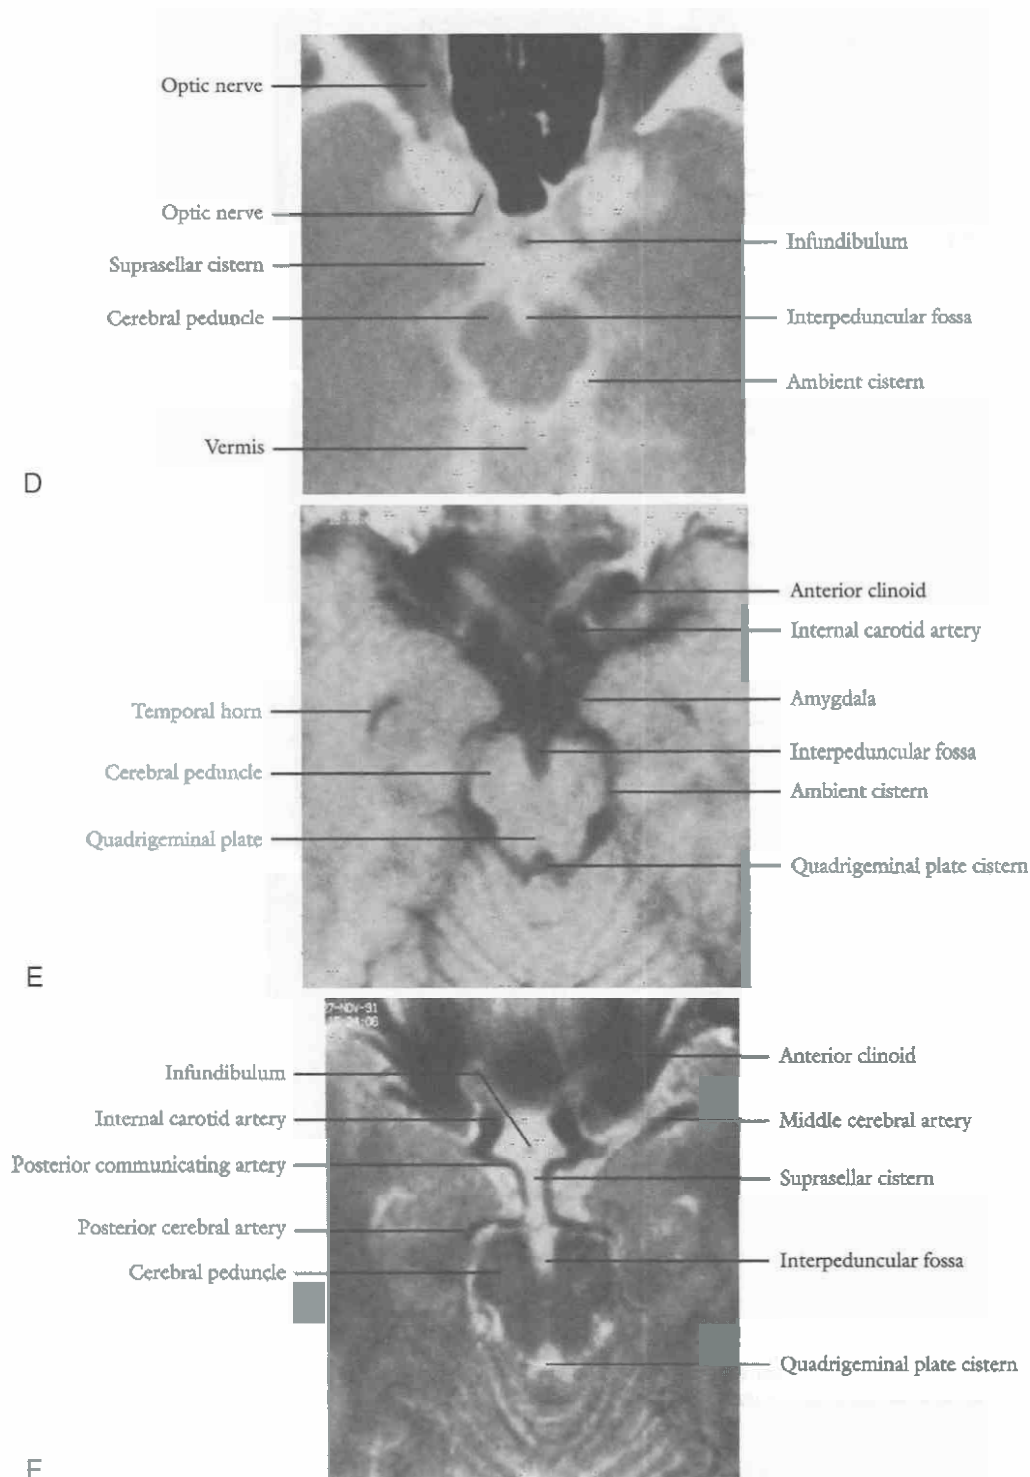 Optic nerve
Optic nerve
Suprasellar cistern
Cerebral peduncle
Vermis
Infundibulum
Interpeduncular fossa
Ambient cistern
D
Temporal horn
Cerebral peduncle
Quadrigeminal plate
Anterior clinoid
Internal carotid artery
Amygdala
Interpeduncular fossa
Ambient cistern
Quadrigeminal plate cistern
E
27-NOV-91
Infundibulum
Internal carotid artery
Posterior communicating artery
Posterior cerebral artery
Cerebral peduncle
Anterior clinoid
Middle cerebral artery
Suprasellar cistern
Interpeduncular fossa
Quadrigeminal plate cistern